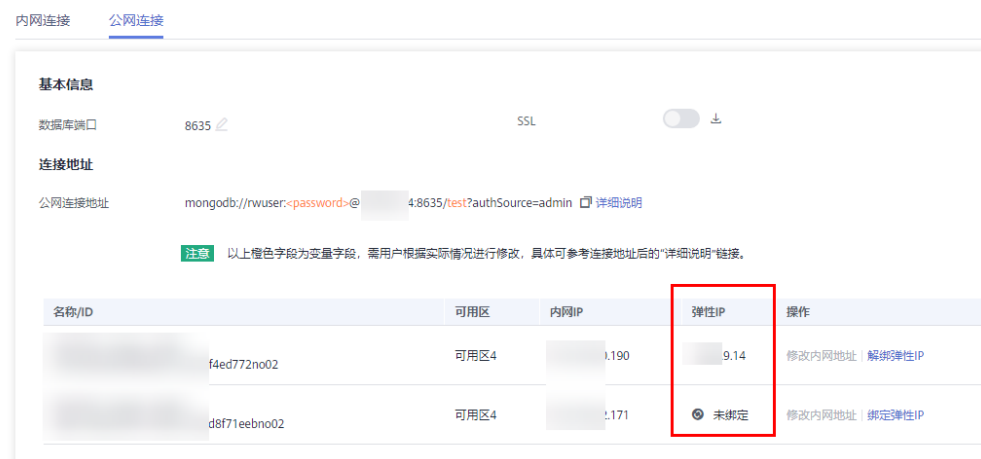 内网连接 公网连接
基本信息
数据库端口 8635 SSL
连接地址
公网连接地址 mongodb://rwuser:<password>@ 4:8635/test?authSource=admin 详细说明
注意 以上橙色字段为变量字段，需用户根据实际情况进行修改，具体可参考连接地址后的“详细说明”链接。
名称/ID 可用区 内网IP 弹性IP 操作
f4ed772no02 可用区4 .190 9.14 修改内网地址 解绑弹性IP
d8f71eebno02 可用区4 .171 未绑定 修改内网地址 绑定弹性IP